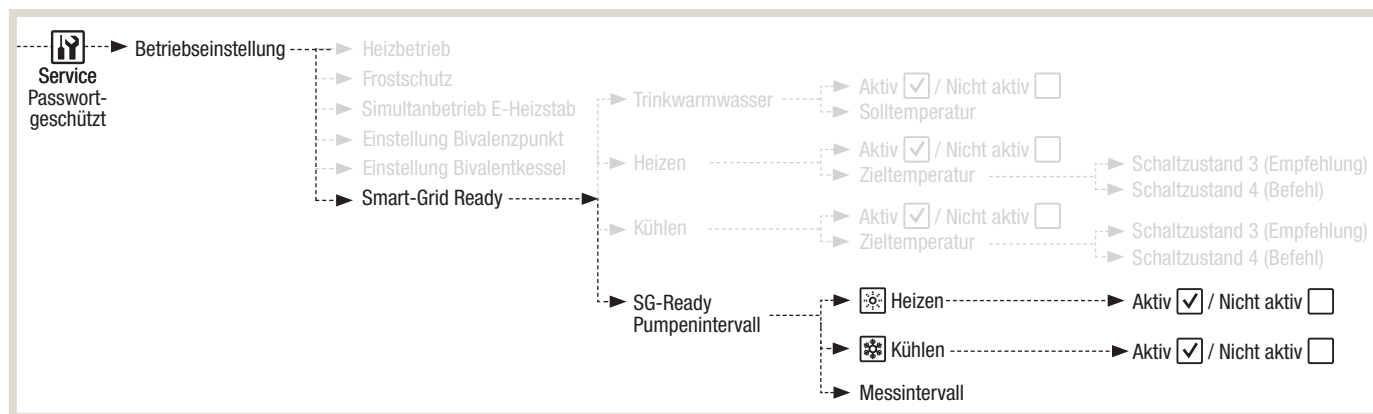 Service
Passwort-
geschützt
Betriebseinstellung
Heizbetrieb
Frostschutz
Simultanbetrieb E-Heizstab
Einstellung Bivalenzpunkt
Einstellung Bivalentkessel
Smart-Grid Ready
Trinkwarmwasser
Aktiv / Nicht aktiv
Solltemperatur
Heizen
Aktiv / Nicht aktiv
Zieltemperatur
Schaltzustand 3 (Empfehlung)
Schaltzustand 4 (Befehl)
Kühlen
Aktiv / Nicht aktiv
Zieltemperatur
Schaltzustand 3 (Empfehlung)
Schaltzustand 4 (Befehl)
SG-Ready
Pumpenintervall
Heizen
Aktiv / Nicht aktiv
Kühlen
Aktiv / Nicht aktiv
Messintervall